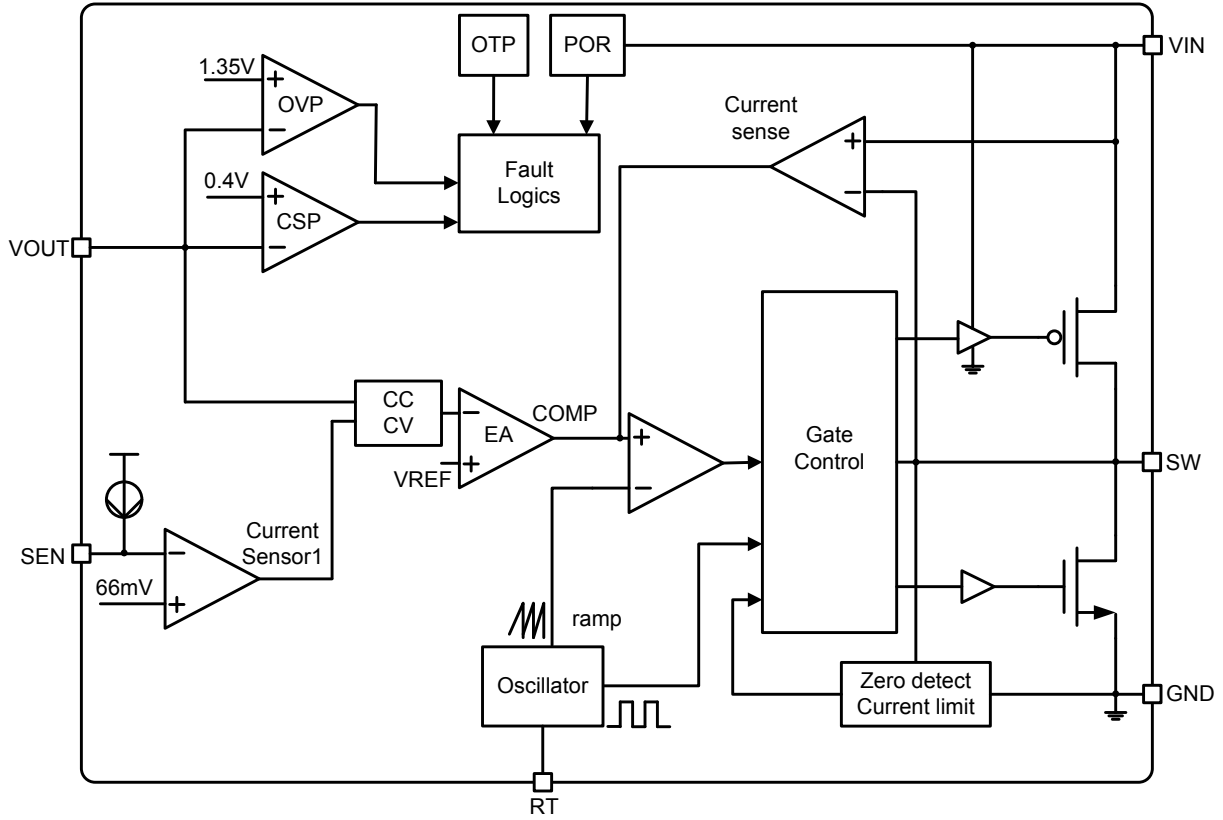 OTP
POR
VIN
1.35V
OVP
Current
sense
Fault
Logics
0.4V
CSP
VOUT
CC
CV
COMP
EA
VREF
Gate
Control
SW
SEN
Current
Sensor1
66mV
ramp
Oscillator
Zero detect
Current limit
GND
RT